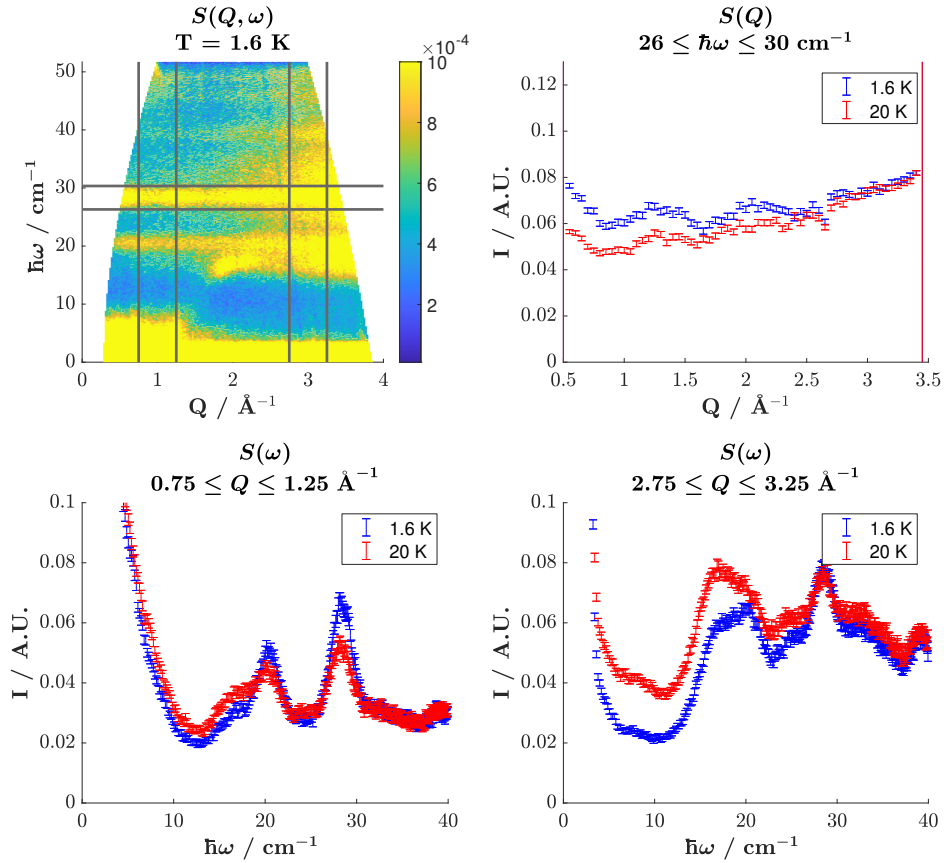 S(Q, ω)
T = 1.6 K
×10⁻⁴
50
40
30
20
10
0
ħω / cm⁻¹
0
1
2
3
4
Q / Å⁻¹
10
8
6
4
2
S(Q)
26 ≤ ħω ≤ 30 cm⁻¹
1.6 K
20 K
0.12
0.1
0.08
0.06
0.04
0.02
0
I / A.U.
0.5
1
1.5
2
2.5
3
3.5
Q / Å⁻¹
S(ω)
0.75 ≤ Q ≤ 1.25 Å⁻¹
1.6 K
20 K
0.1
0.08
0.06
0.04
0.02
0
I / A.U.
0
10
20
30
40
ħω / cm⁻¹
S(ω)
2.75 ≤ Q ≤ 3.25 Å⁻¹
1.6 K
20 K
0.1
0.08
0.06
0.04
0.02
0
I / A.U.
0
10
20
30
40
ħω / cm⁻¹